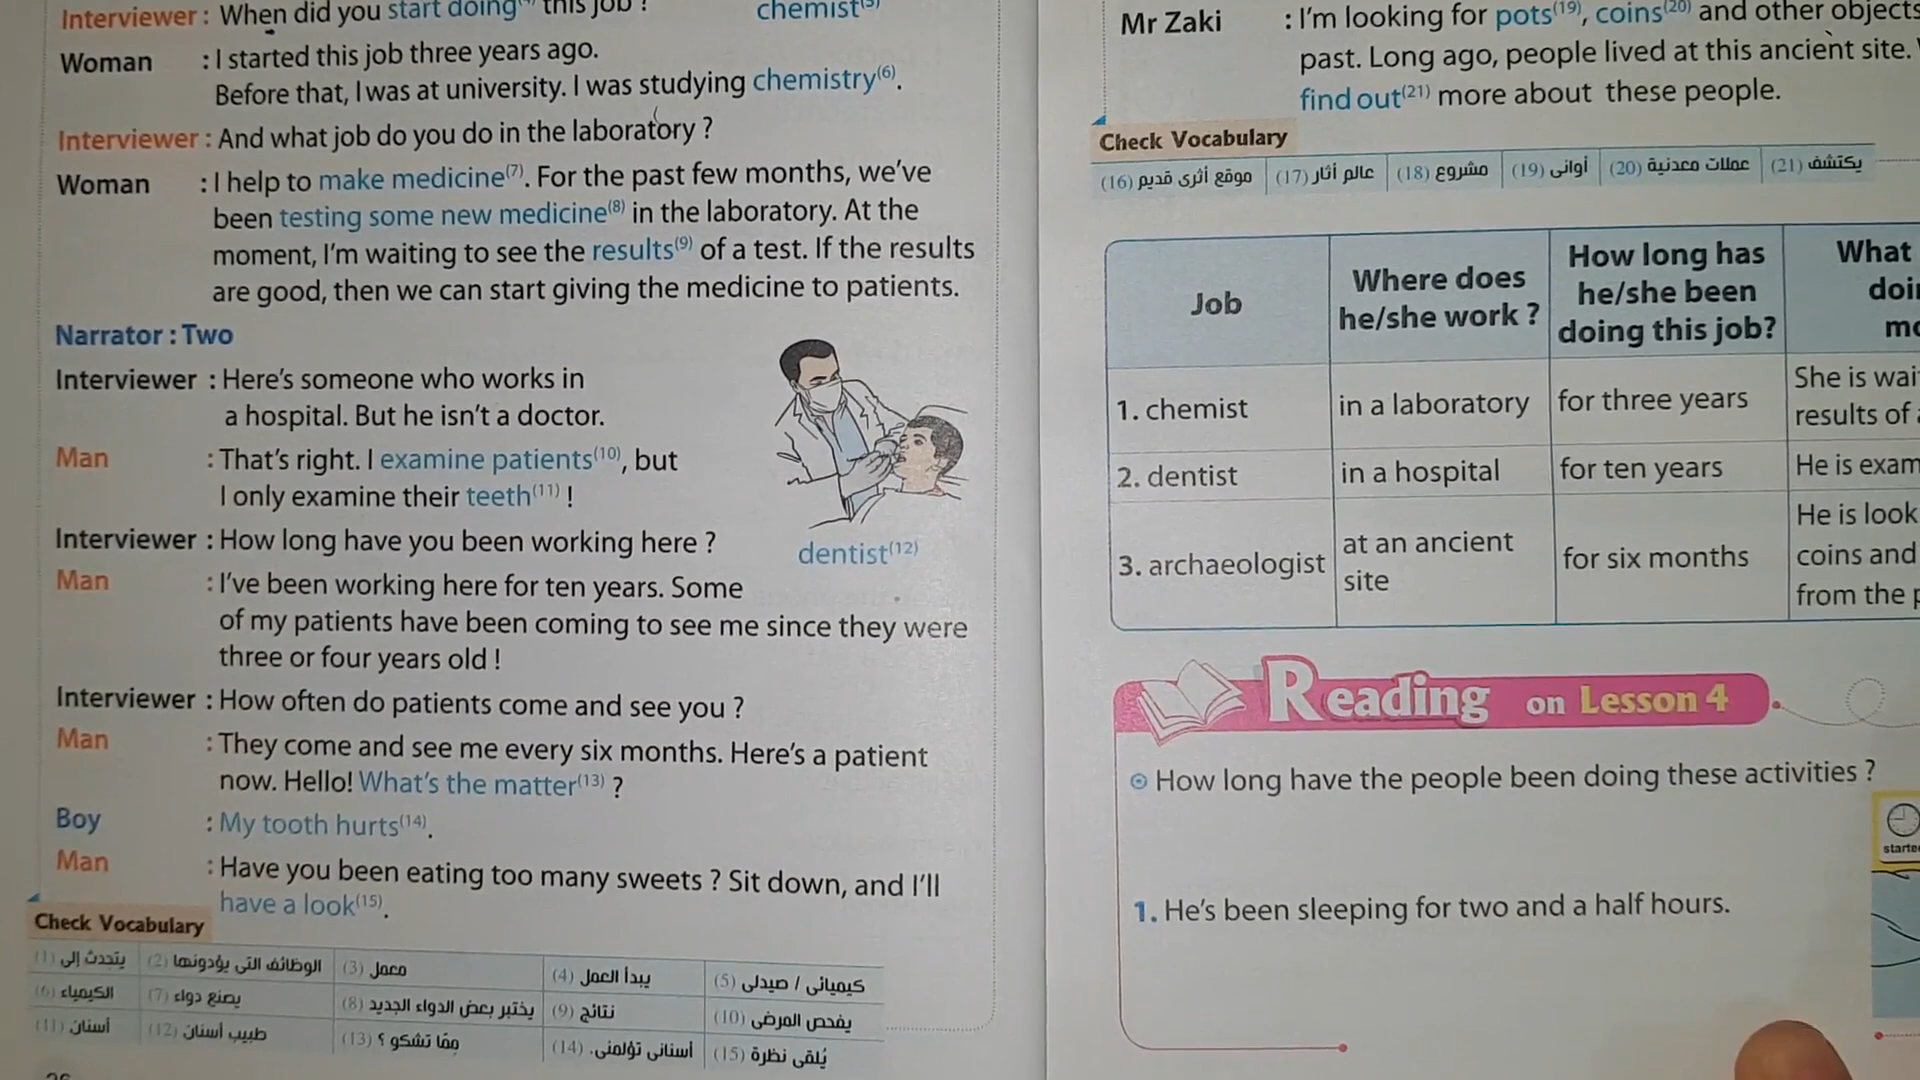 Interviewer : When did you start doing this job ?
chemist(5)
Woman : I started this job three years ago.
Before that, I was at university. I was studying chemistry(6).
Interviewer : And what job do you do in the laboratory ?
Woman : I help to make medicine(7). For the past few months, we've
been testing some new medicine(8) in the laboratory. At the
moment, I'm waiting to see the results(9) of a test. If the results
are good, then we can start giving the medicine to patients.
Narrator : Two
Interviewer : Here's someone who works in
a hospital. But he isn't a doctor.
Man : That's right. I examine patients(10), but
I only examine their teeth(11) !
Interviewer : How long have you been working here ?
dentist(12)
Man : I've been working here for ten years. Some
of my patients have been coming to see me since they were
three or four years old !
Interviewer : How often do patients come and see you ?
Man : They come and see me every six months. Here's a patient
now. Hello! What's the matter(13) ?
Boy : My tooth hurts(14).
Man : Have you been eating too many sweets ? Sit down, and I'll
have a look(15).
Check Vocabulary
(1) يتحدث إلى (2) الوظائف التى يؤدونها (3) معمل (4) يبدأ العمل (5) كيميائى / صيدلى
(6) الكيمياء (7) يصنع دواء (8) يختبر بعض الدواء الجديد (9) نتائج (10) يفحص المرضى
(11) أسنان (12) طبيب أسنان (13) مِمَّا تشكو ؟ (14) أسنانى تؤلمنى. (15) يُلقى نظرة
Mr Zaki : I'm looking for pots(19), coins(20) and other objects
past. Long ago, people lived at this ancient site.
find out(21) more about these people.
Check Vocabulary
(16) موقع أثرى قديم (17) عالم أثار (18) مشروع (19) أوانى (20) عملات معدنية (21) يكتشف
Job
Where does
he/she work ?
How long has
he/she been
doing this job?
What
1. chemist
in a laboratory
for three years
She is
results of
2. dentist
in a hospital
for ten years
He is
3. archaeologist
at an ancient
site
for six months
He is
coins and
from the
Reading on Lesson 4
How long have the people been doing these activities ?
1. He's been sleeping for two and a half hours.